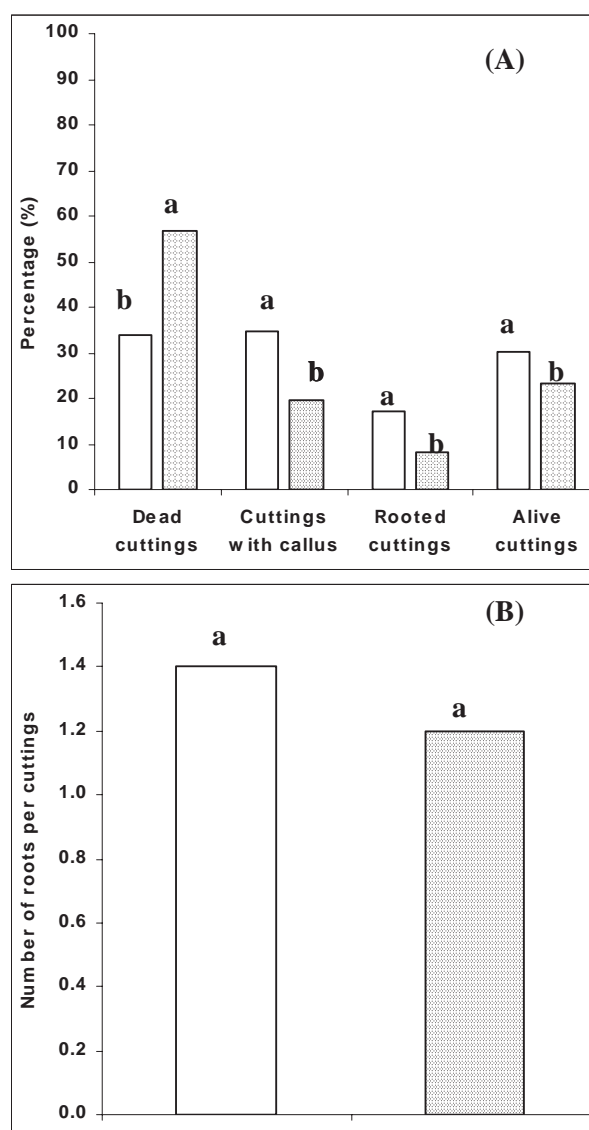 (A)
Percentage (%)
100
90
80
70
60
50
40
30
20
10
0
b
a
a
b
a
b
a
b
Dead
cuttings
Cuttings
with callus
Rooted
cuttings
Alive
cuttings
(B)
Number of roots per cuttings
1.6
1.4
1.2
1.0
0.8
0.6
0.4
0.2
0.0
a
a